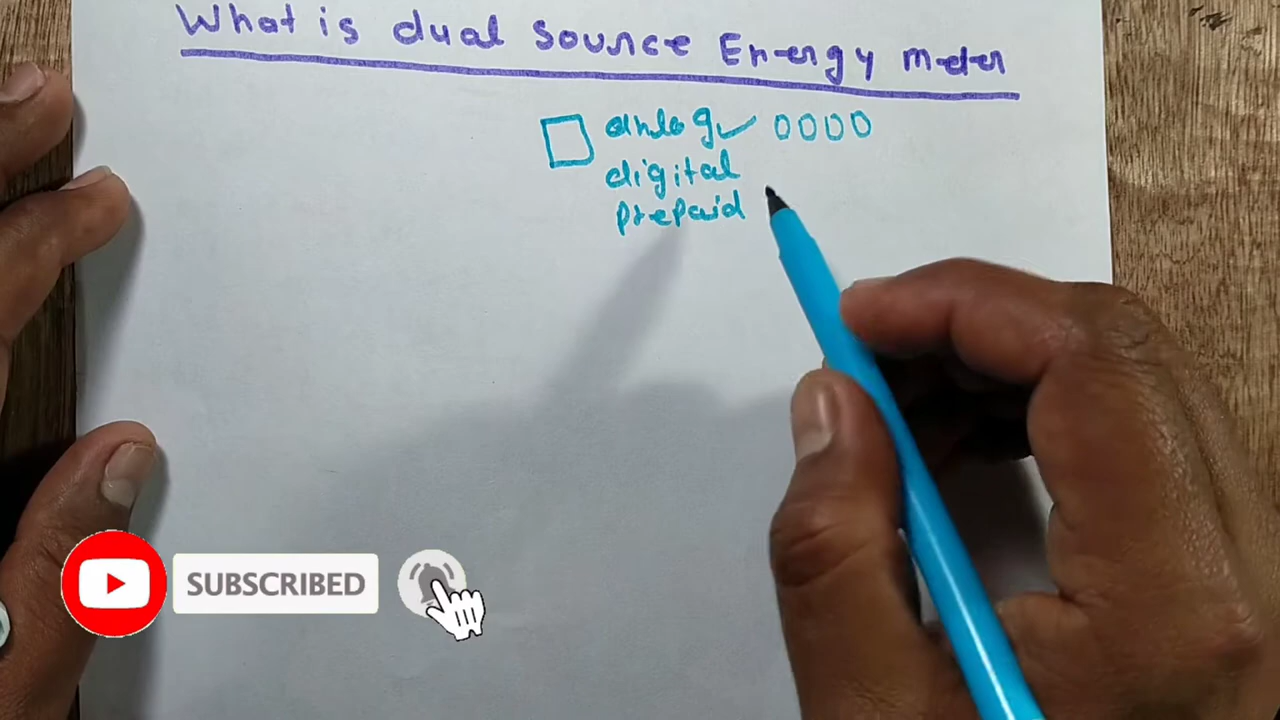 What is dual Source Energy meter
analog ✓ 0000
digital
prepaid
SUBSCRIBED